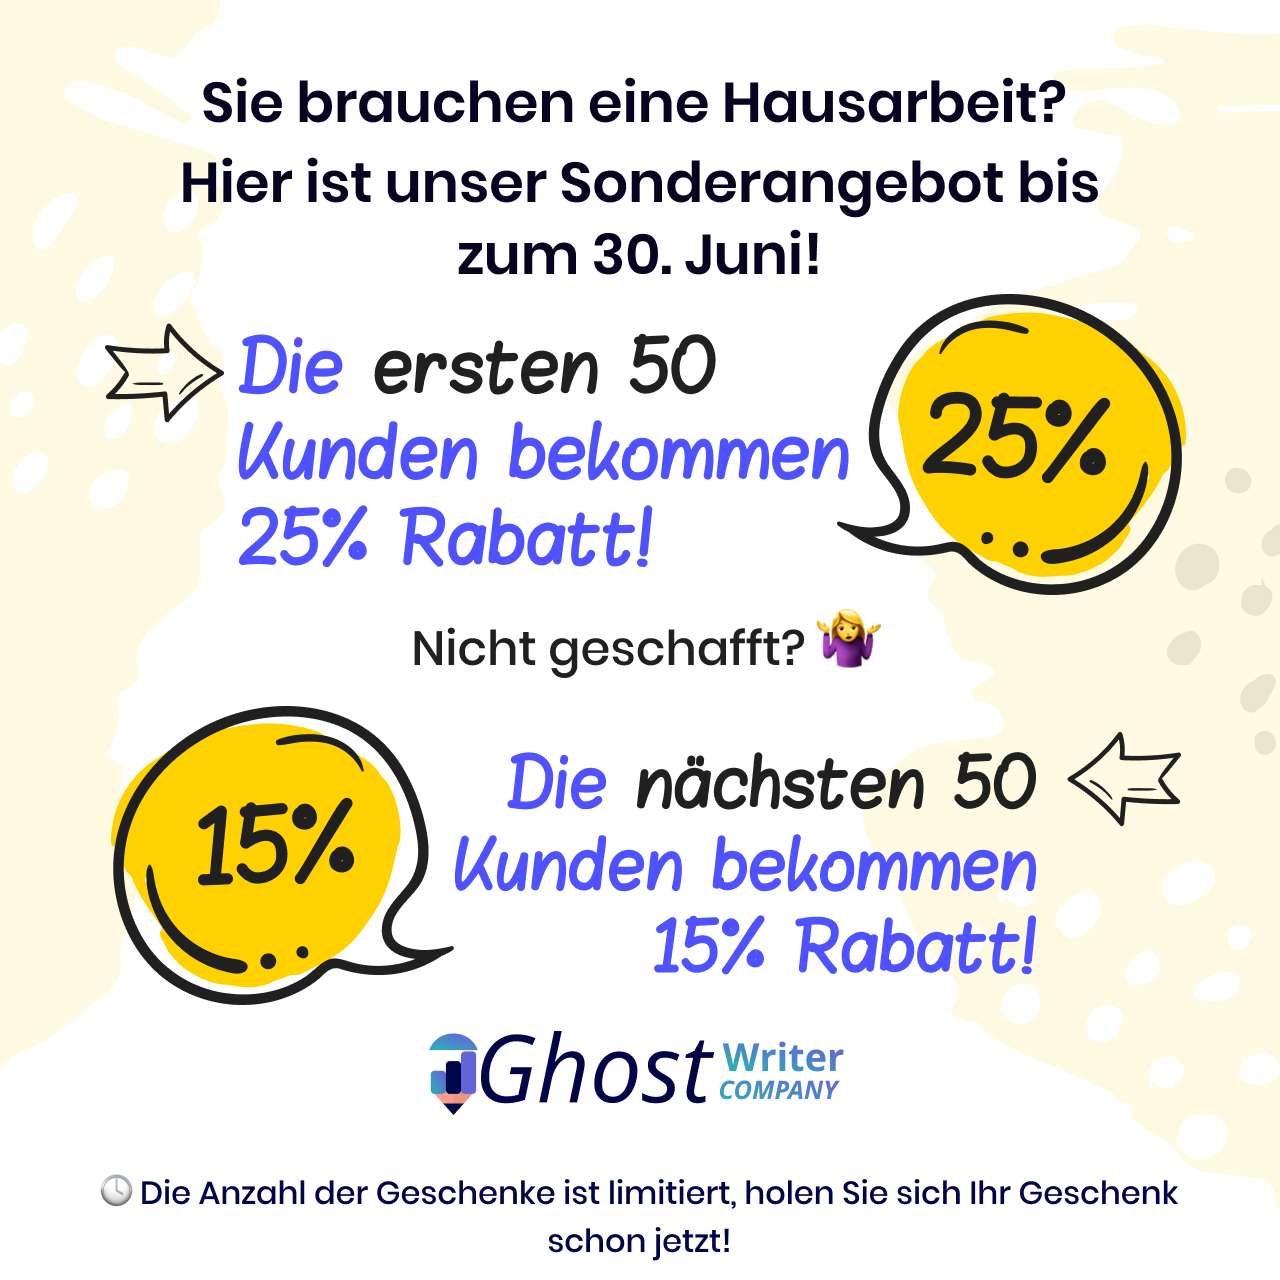 Sie brauchen eine Hausarbeit?
Hier ist unser Sonderangebot bis
zum 30. Juni!
Die ersten 50
Kunden bekommen
25% Rabatt!
25%
Nicht geschafft? 🤷‍♀️
15%
Die nächsten 50
Kunden bekommen
15% Rabatt!
Ghost Writer
COMPANY
🕓 Die Anzahl der Geschenke ist limitiert, holen Sie sich Ihr Geschenk
schon jetzt!